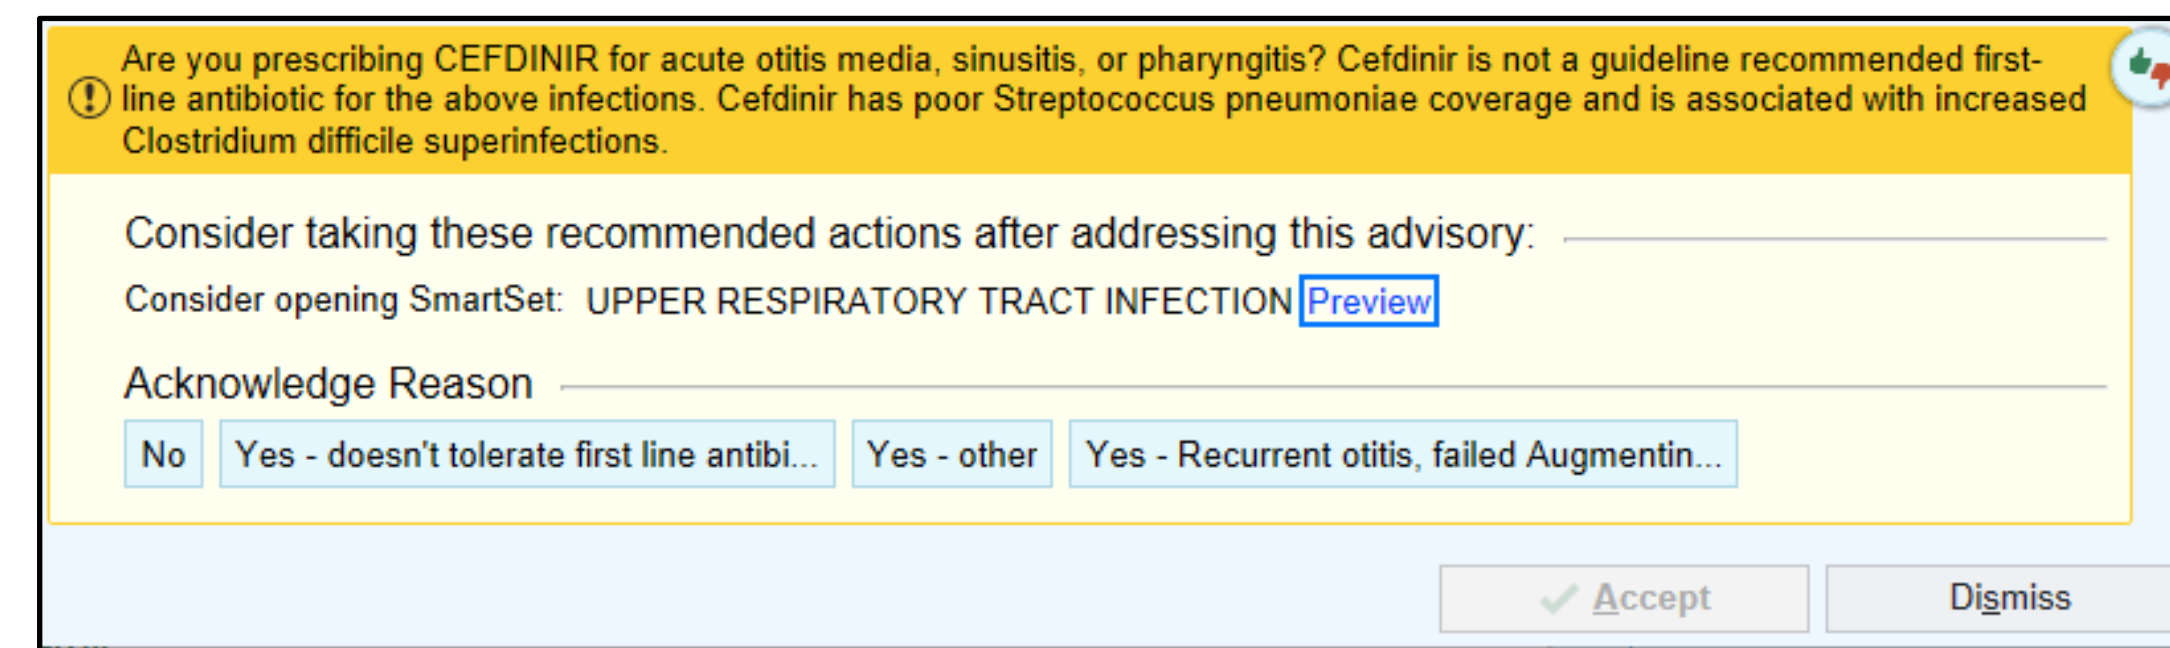 Are you prescribing CEFDINIR for acute otitis media, sinusitis, or pharyngitis? Cefdinir is not a guideline recommended first-
line antibiotic for the above infections. Cefdinir has poor Streptococcus pneumoniae coverage and is associated with increased
Clostridium difficile superinfections.
Consider taking these recommended actions after addressing this advisory:
Consider opening SmartSet: UPPER RESPIRATORY TRACT INFECTION Preview
Acknowledge Reason
No Yes - doesn't tolerate first line antibi... Yes - other Yes - Recurrent otitis, failed Augmentin...
Accept Dismiss